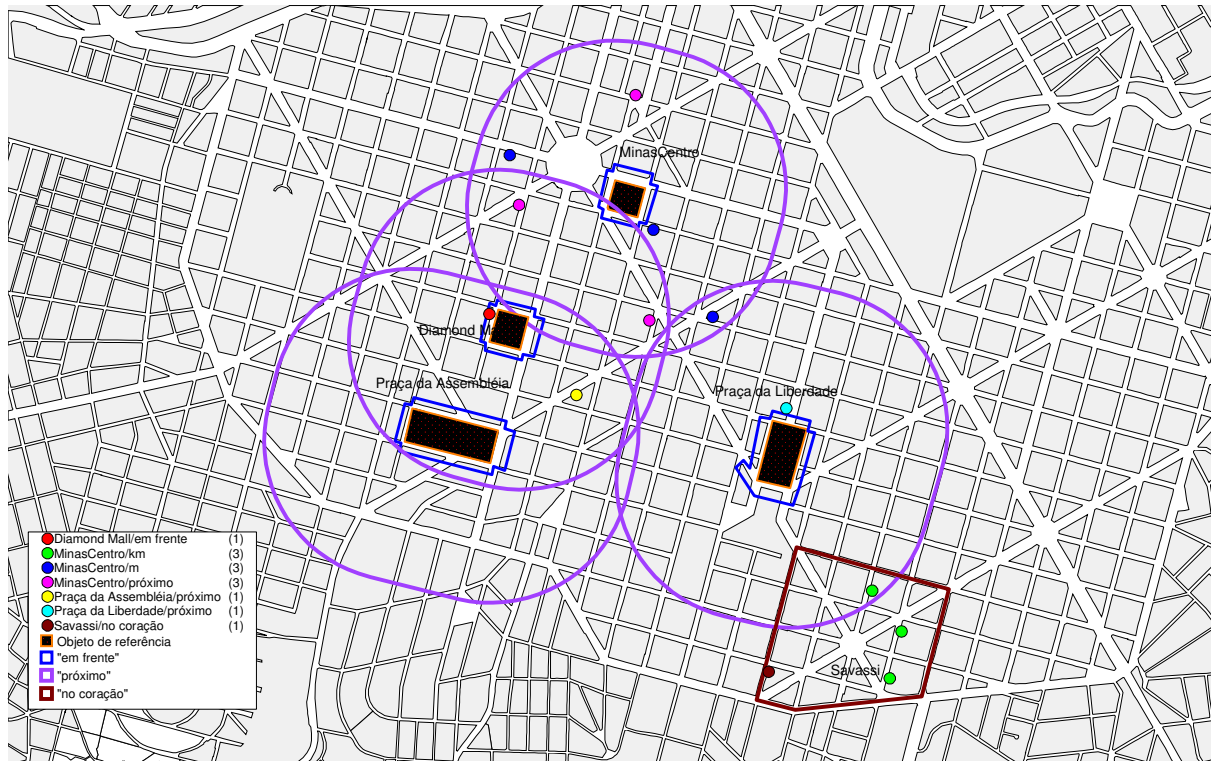 MinasCentro
Diamond M
Praça da Assembléia
Praça da Liberdade
Savassi
Diamond Mall/em frente (1)
MinasCentro/km (3)
MinasCentro/m (3)
MinasCentro/próximo (3)
Praça da Assembléia/próximo (1)
Praça da Liberdade/próximo (1)
Savassi/no coração (1)
Objeto de referência
"em frente"
"próximo"
"no coração"